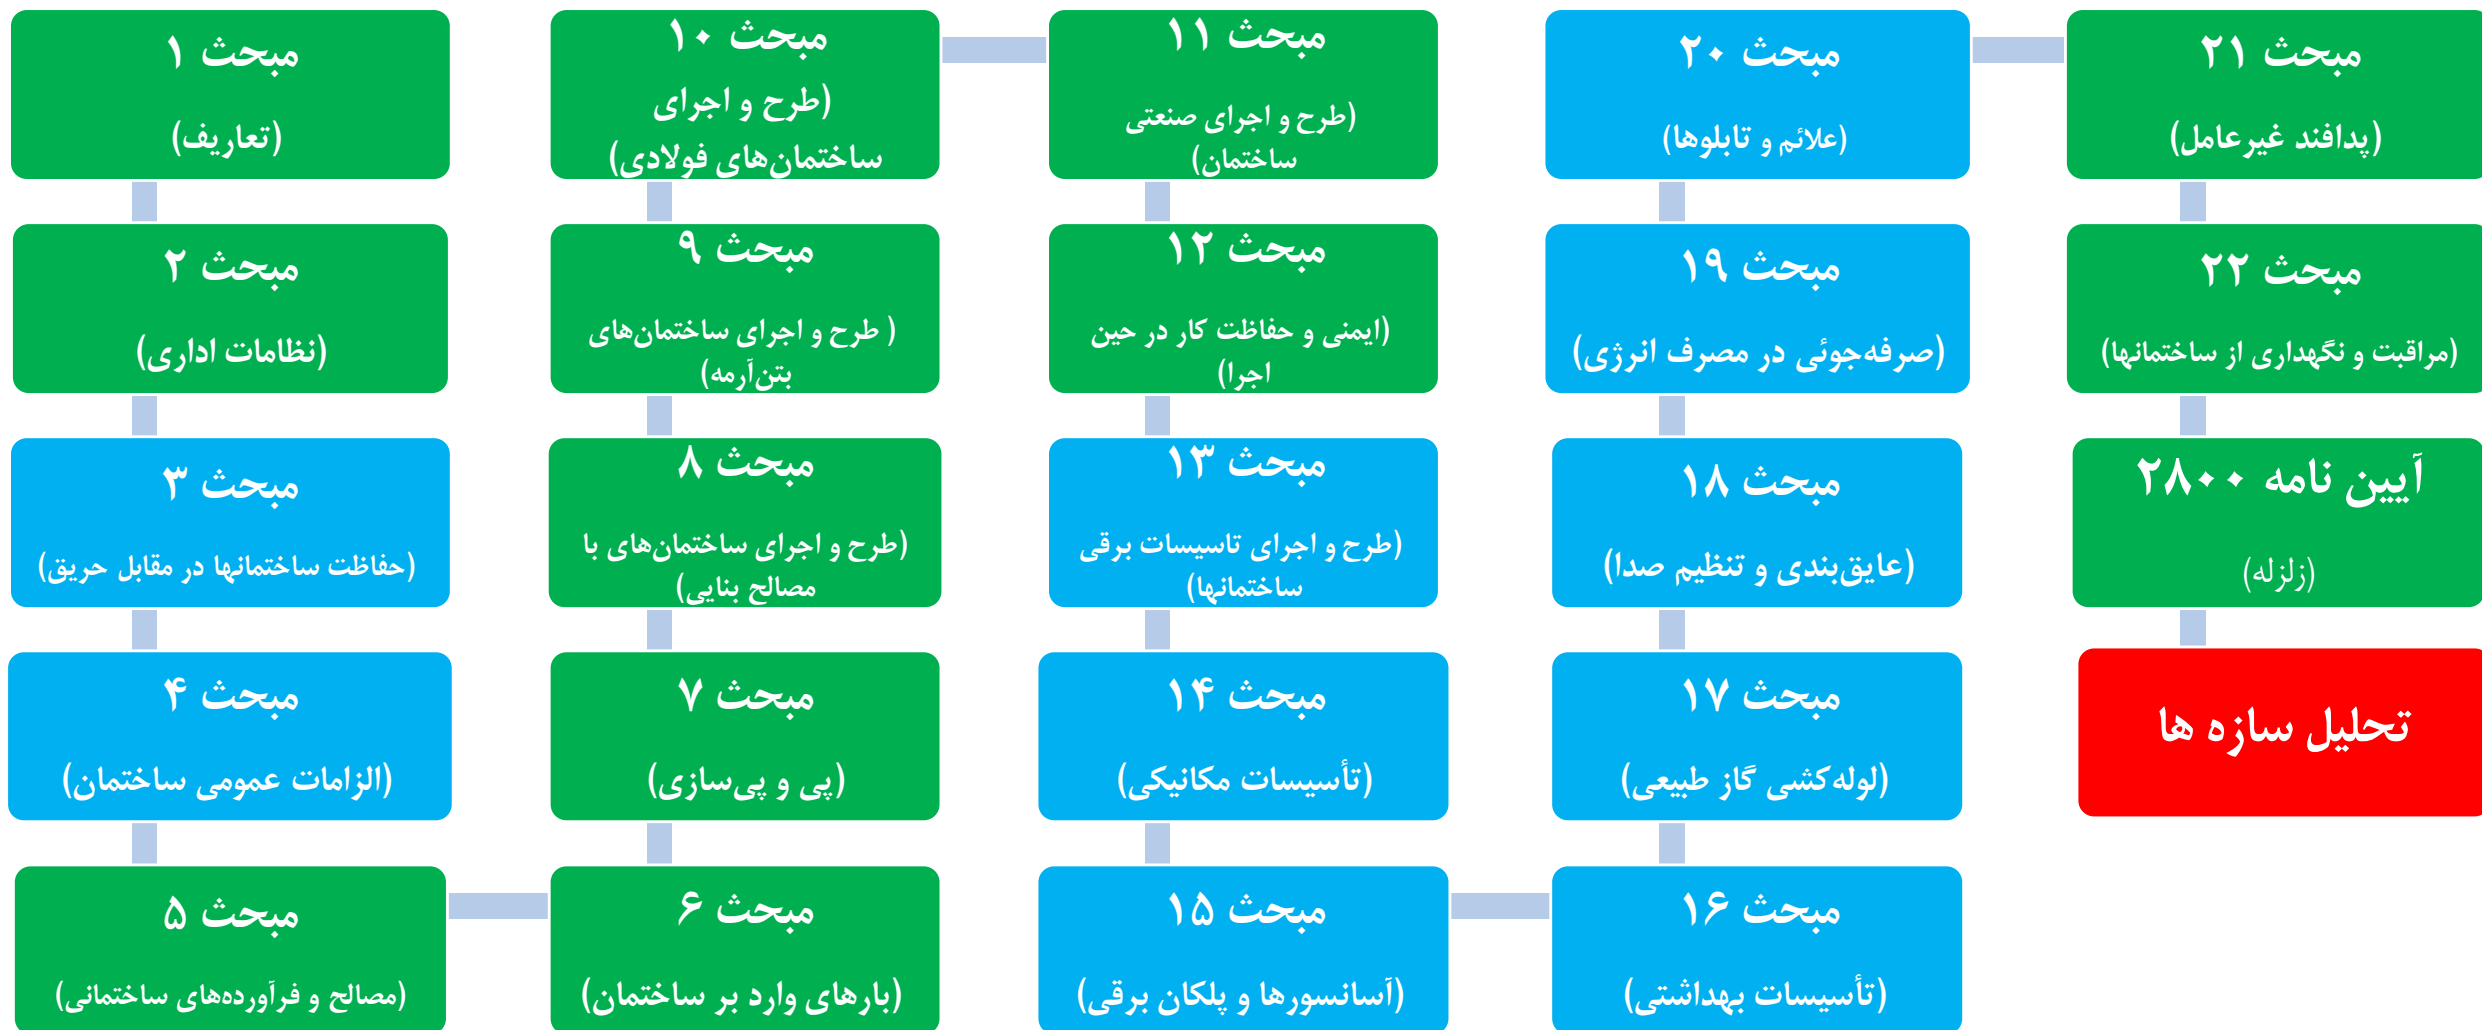 مبحث ۱
(تعاریف)
مبحث ۲
(نظامات اداری)
مبحث ۳
(حفاظت ساختمانها در مقابل حریق)
مبحث ۴
(الزامات عمومی ساختمان)
مبحث ۵
(مصالح و فرآورده‌های ساختمانی)
مبحث ۶
(بارهای وارد بر ساختمان)
مبحث ۷
(پی و پی‌سازی)
مبحث ۸
(طرح و اجرای ساختمان‌های با
مصالح بنایی)
مبحث ۹
( طرح و اجرای ساختمان‌های
بتن‌آرمه)
مبحث ۱۰
(طرح و اجرای
ساختمان‌های فولادی)
مبحث ۱۱
(طرح و اجرای صنعتی
ساختمان)
مبحث ۱۲
(ایمنی و حفاظت کار در حین
اجرا)
مبحث ۱۳
(طرح و اجرای تاسیسات برقی
ساختمانها)
مبحث ۱۴
(تأسیسات مکانیکی)
مبحث ۱۵
(آسانسورها و پلکان برقی)
مبحث ۱۶
(تأسیسات بهداشتی)
مبحث ۱۷
(لوله‌کشی گاز طبیعی)
مبحث ۱۸
(عایق‌بندی و تنظیم صدا)
مبحث ۱۹
(صرفه‌جوئی در مصرف انرژی)
مبحث ۲۰
(علائم و تابلوها)
مبحث ۲۱
(پدافند غیرعامل)
مبحث ۲۲
(مراقبت و نگهداری از ساختمانها)
آیین نامه ۲۸۰۰
(زلزله)
تحلیل سازه ها